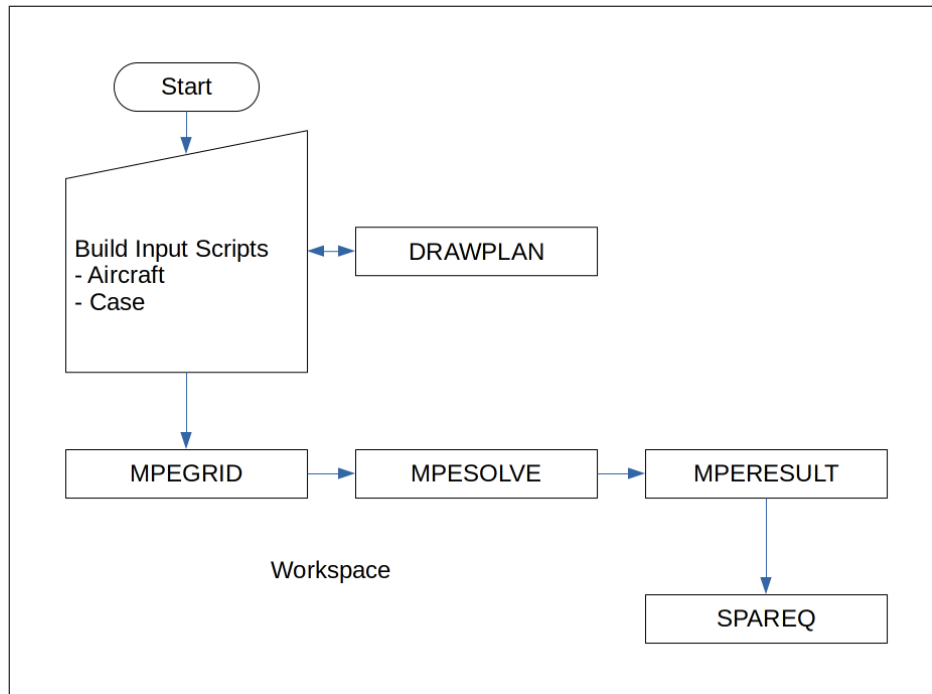 Start
Build Input Scripts
- Aircraft
- Case
DRAWPLAN
MPEGRID
MPESOLVE
MPERESULT
Workspace
SPAREQ